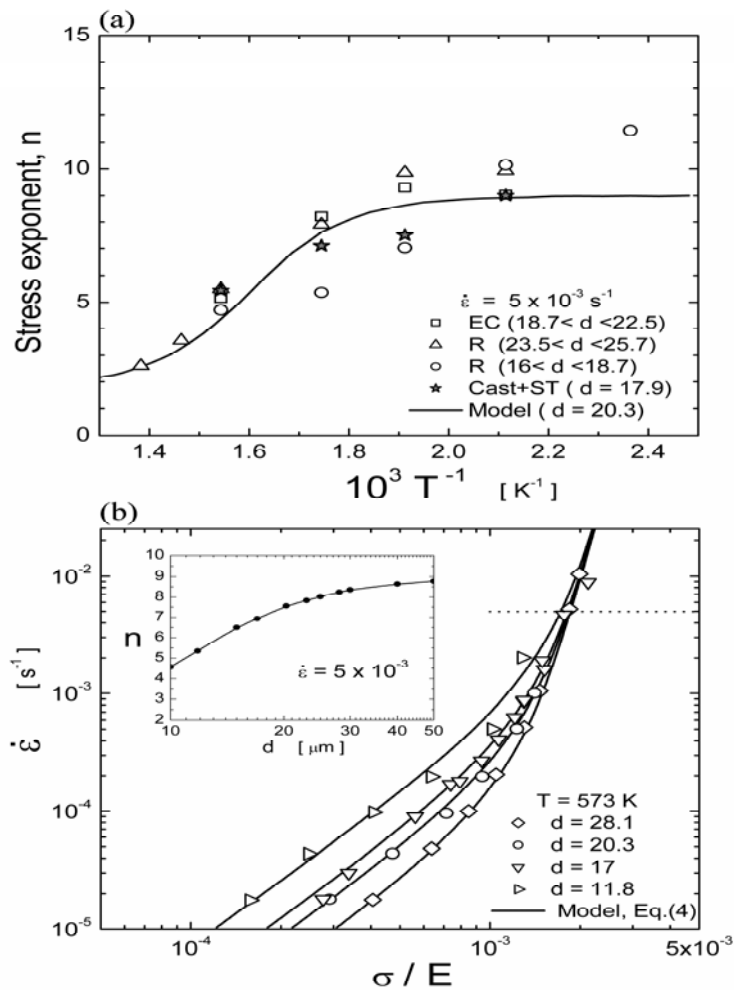 (a)
15
10
5
0
Stress exponent, n
ε̇ = 5 x 10⁻³ s⁻¹
EC (18.7< d <22.5)
R (23.5< d <25.7)
R (16< d <18.7)
Cast+ST ( d = 17.9)
Model ( d = 20.3)
1.4 1.6 1.8 2.0 2.2 2.4
10³ T⁻¹ [ K⁻¹ ]
(b)
10⁻²
10⁻³
10⁻⁴
10⁻⁵
ε̇ [ s⁻¹]
10
9
8
7
6
5
4
3
2
n
ε̇ = 5 x 10⁻³
10 20 30 40 50
d [ μm ]
T = 573 K
d = 28.1
d = 20.3
d = 17
d = 11.8
Model, Eq.(4)
10⁻⁴ 10⁻³ 5x10⁻³
σ / E